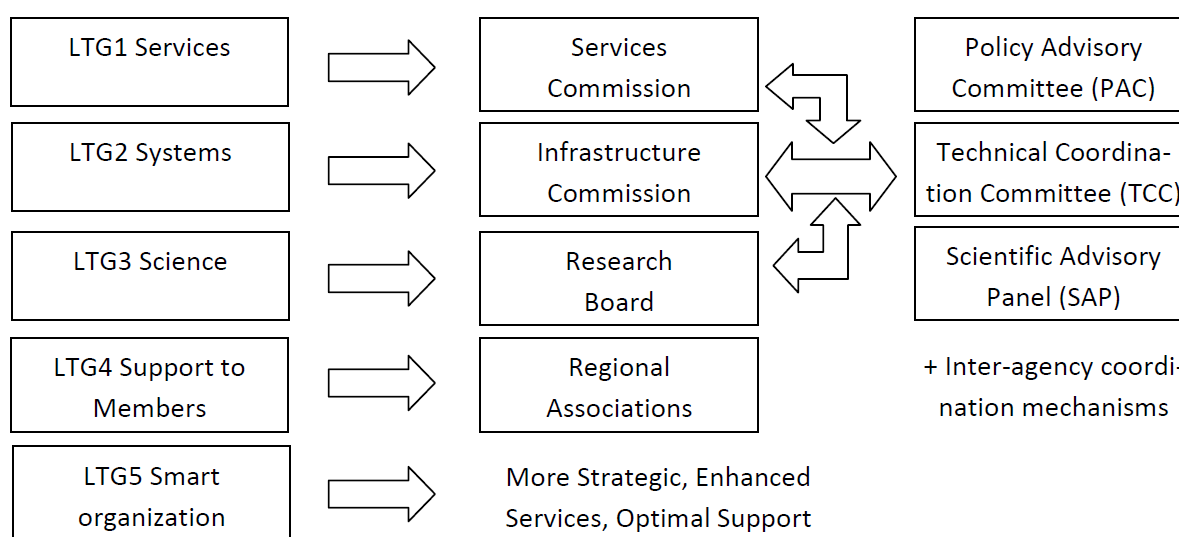 LTG1 Services
Services
Commission
Policy Advisory
Committee (PAC)
LTG2 Systems
Infrastructure
Commission
Technical Coordina-
tion Committee (TCC)
LTG3 Science
Research
Board
Scientific Advisory
Panel (SAP)
LTG4 Support to
Members
Regional
Associations
+ Inter-agency coordi-
nation mechanisms
LTG5 Smart
organization
More Strategic, Enhanced
Services, Optimal Support